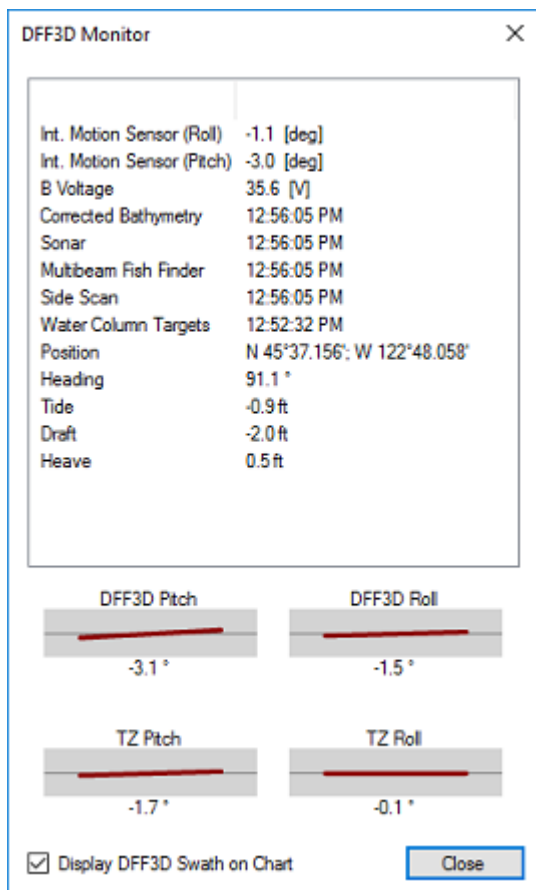 DFF3D Monitor
Int. Motion Sensor (Roll) -1.1 [deg]
Int. Motion Sensor (Pitch) -3.0 [deg]
B Voltage 35.6 [V]
Corrected Bathymetry 12:56:05 PM
Sonar 12:56:05 PM
Multibeam Fish Finder 12:56:05 PM
Side Scan 12:56:05 PM
Water Column Targets 12:52:32 PM
Position N 45°37.156'; W 122°48.058'
Heading 91.1 °
Tide -0.9 ft
Draft -2.0 ft
Heave 0.5 ft
DFF3D Pitch DFF3D Roll
-3.1 ° -1.5 °
TZ Pitch TZ Roll
-1.7 ° -0.1 °
Display DFF3D Swath on Chart Close